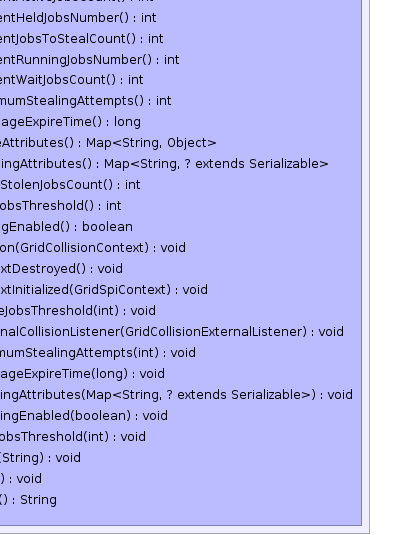 entHeldJobsNumber() : int
entJobsToStealCount() : int
entRunningJobsNumber() : int
entWaitJobsCount() : int
mumStealingAttempts() : int
ageExpireTime() : long
eAttributes() : Map<String, Object>
ingAttributes() : Map<String, ? extends Serializable>
StolenJobsCount() : int
obsThreshold() : int
gEnabled() : boolean
on(GridCollisionContext) : void
xtDestroyed() : void
xtInitialized(GridSpiContext) : void
eJobsThreshold(int) : void
nalCollisionListener(GridCollisionExternalListener) : void
mumStealingAttempts(int) : void
ageExpireTime(long) : void
ingAttributes(Map<String, ? extends Serializable>) : void
ingEnabled(boolean) : void
obsThreshold(int) : void
(String) : void
) : void
() : String